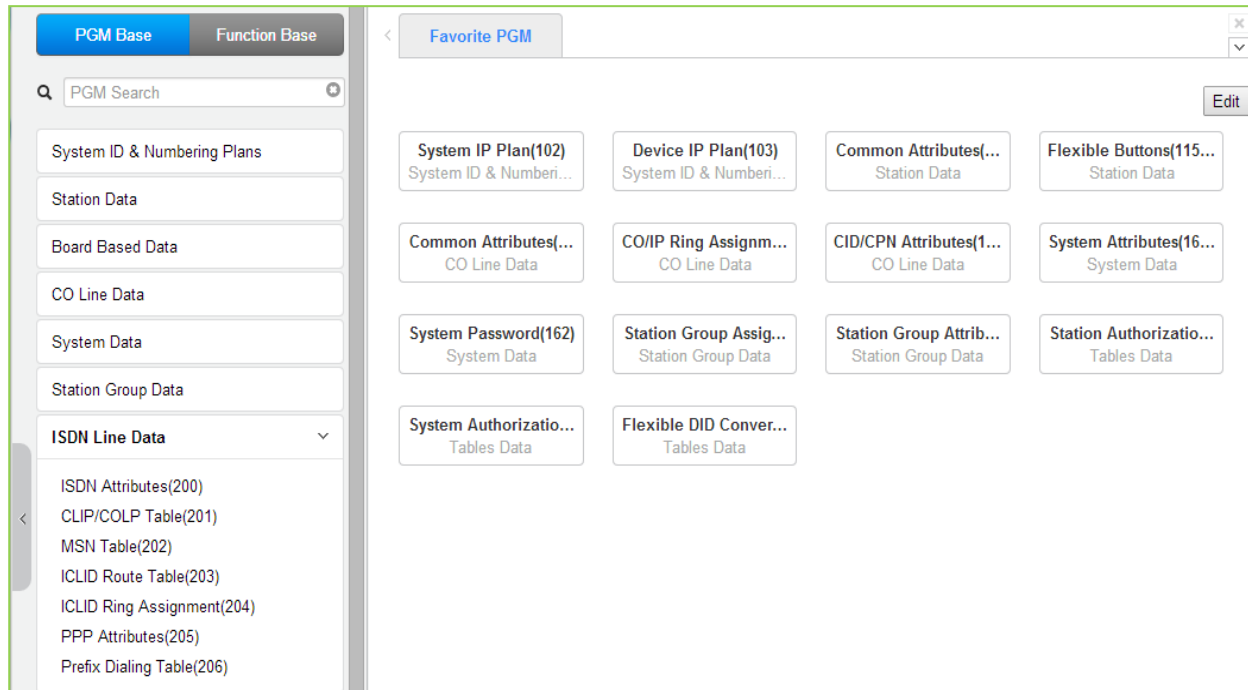 PGM Base
Function Base
PGM Search
System ID & Numbering Plans
Station Data
Board Based Data
CO Line Data
System Data
Station Group Data
ISDN Line Data
ISDN Attributes(200)
CLIP/COLP Table(201)
MSN Table(202)
ICLID Route Table(203)
ICLID Ring Assignment(204)
PPP Attributes(205)
Prefix Dialing Table(206)
Favorite PGM
Edit
System IP Plan(102)
System ID & Numberi...
Device IP Plan(103)
System ID & Numberi...
Common Attributes(...
Station Data
Flexible Buttons(115...
Station Data
Common Attributes(...
CO Line Data
CO/IP Ring Assignm...
CO Line Data
CID/CPN Attributes(1...
CO Line Data
System Attributes(16...
System Data
System Password(162)
System Data
Station Group Assig...
Station Group Data
Station Group Attrib...
Station Group Data
Station Authorizatio...
Tables Data
System Authorizatio...
Tables Data
Flexible DID Conver...
Tables Data